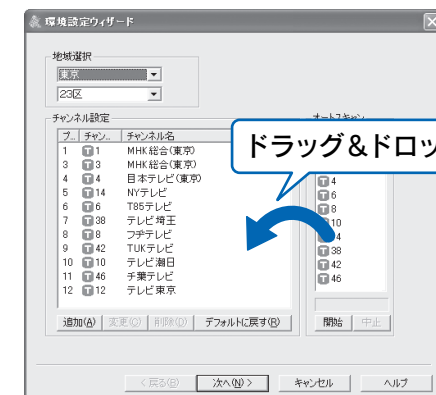 環境設定ウィザード
地域選択
東京
23区
チャンネル設定
プ... チャン... チャンネル名
1 T 1 MHK総合(東京)
3 T 3 MHK総合(東京)
4 T 4 日本テレビ(東京)
5 T 14 NYテレビ
6 T 6 T85テレビ
7 T 38 テレビ埼玉
8 T 8 フヂテレビ
9 T 42 TUKテレビ
10 T 10 テレビ潮日
11 T 46 チ葉テレビ
12 T 12 テレビ東京
追加(A) 変更(C) 削除(D) デフォルトに戻す(R)
オートスキャン
ドラッグ&ドロッ
T 4
T 6
T 8
10
4
T 38
T 42
T 46
開始 中止
< 戻る(B) 次へ(N) > キャンセル ヘルプ